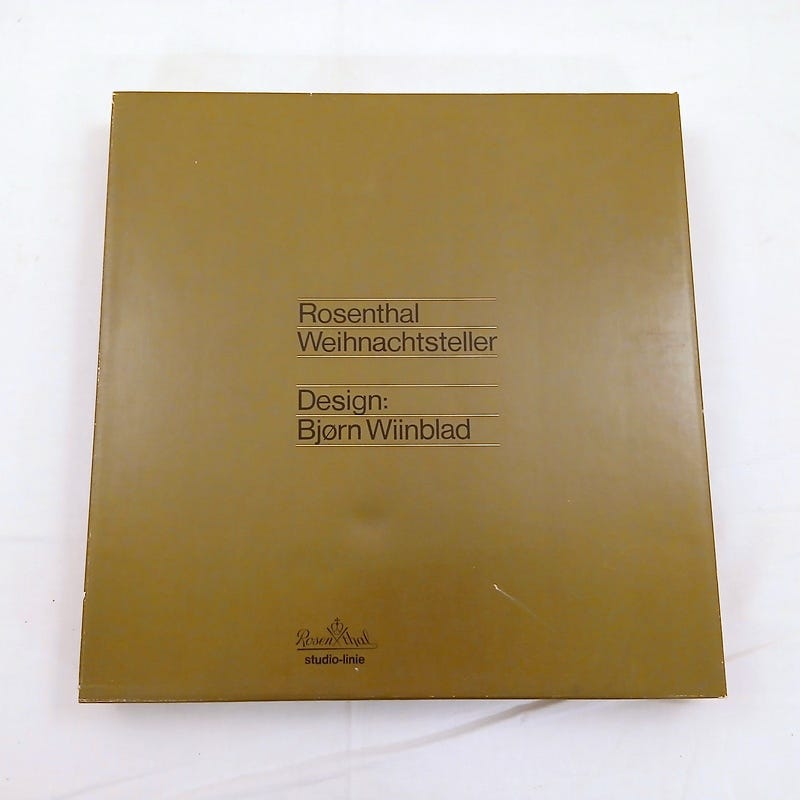 Rosenthal
Weihnachtsteller
Design:
Bjørn Wiinblad
Rosenthal
studio-linie